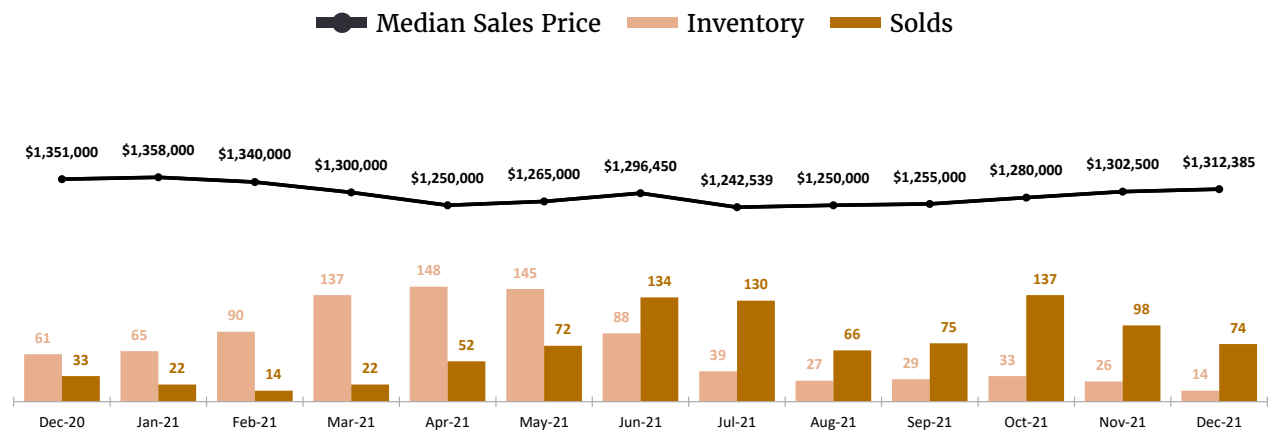 Median Sales Price Inventory Solds
$1,351,000 $1,358,000 $1,340,000 $1,300,000 $1,250,000 $1,265,000 $1,296,450 $1,242,539 $1,250,000 $1,255,000 $1,280,000 $1,302,500 $1,312,385
61 65 90 137 148 145 88 39 27 29 33 26 14
33 22 14 22 52 72 134 130 66 75 137 98 74
Dec-20 Jan-21 Feb-21 Mar-21 Apr-21 May-21 Jun-21 Jul-21 Aug-21 Sep-21 Oct-21 Nov-21 Dec-21